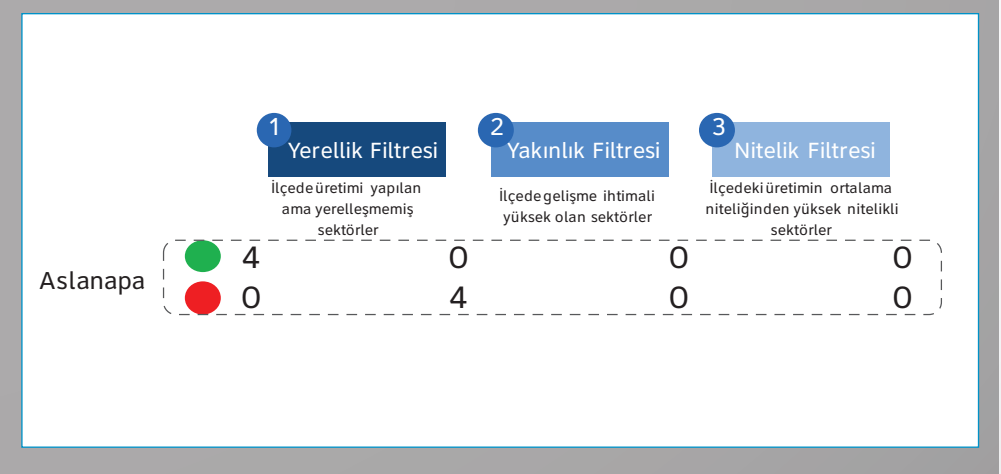 1
Yerellik Filtresi
İlçede üretimi yapılan
ama yerelleşmemiş
sektörler
2
Yakınlık Filtresi
İlçede gelişme ihtimali
yüksek olan sektörler
3
Nitelik Filtresi
İlçedeki üretimin ortalama
niteliğinden yüksek nitelikli
sektörler
Aslanapa
4 0 0 0
0 4 0 0